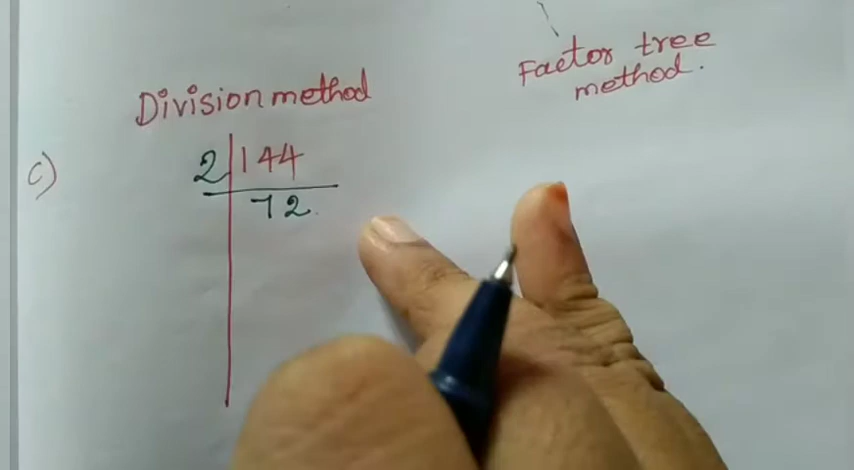 Factor tree
method.
Division method
c)
2 144
72